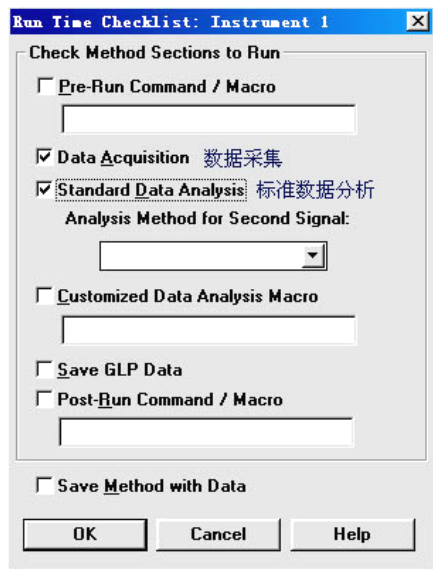 Run Time Checklist: Instrument 1
Check Method Sections to Run
Pre-Run Command / Macro
Data Acquisition 数据采集
Standard Data Analysis 标准数据分析
Analysis Method for Second Signal:
Customized Data Analysis Macro
Save GLP Data
Post-Run Command / Macro
Save Method with Data
OK Cancel Help